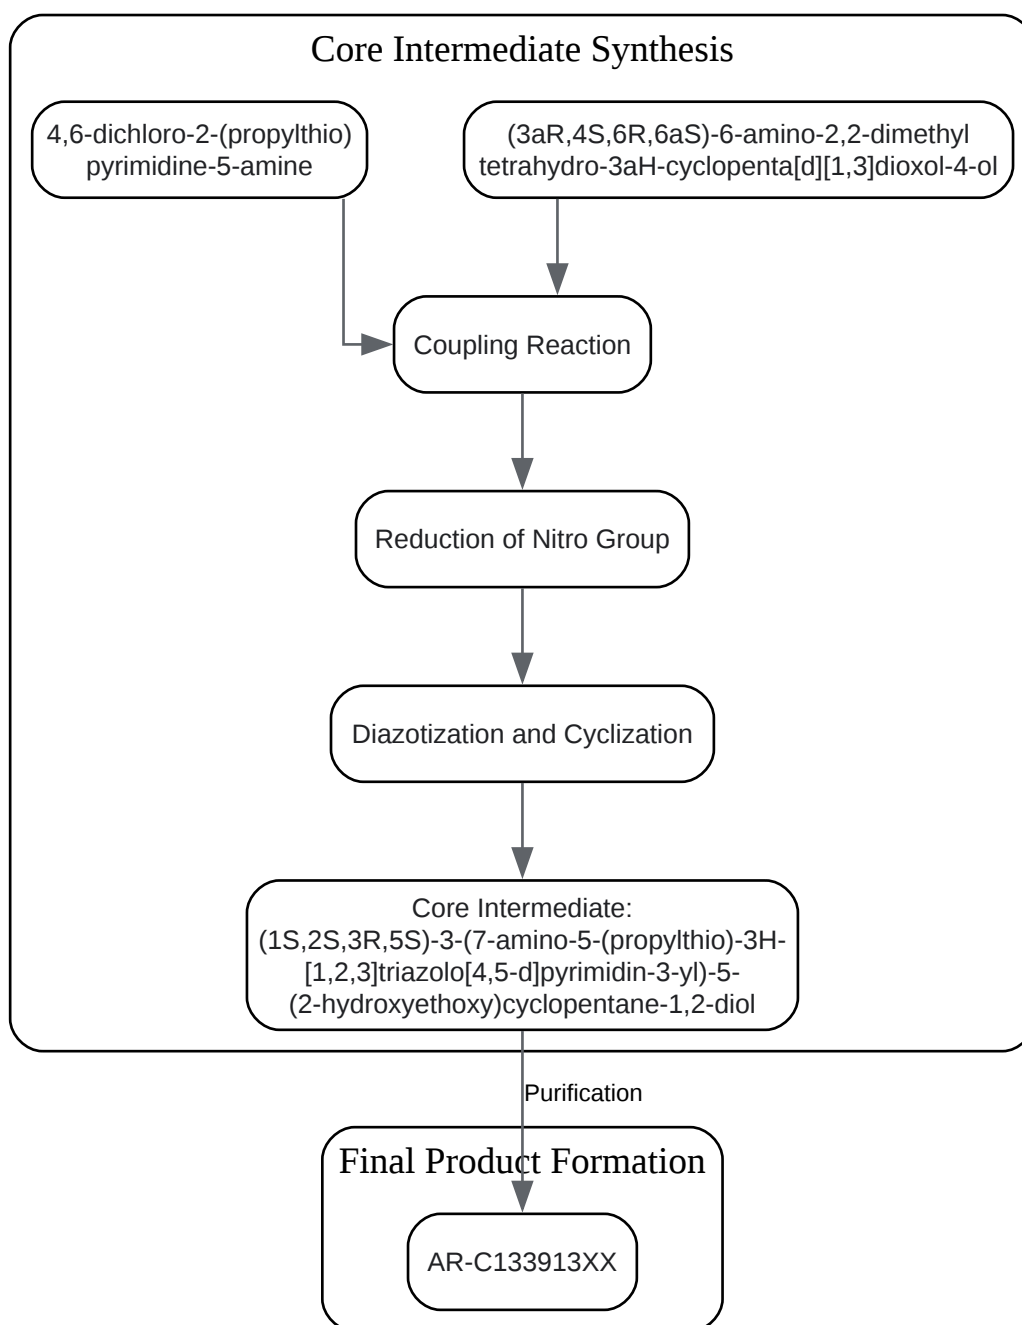 Core Intermediate Synthesis
4,6-dichloro-2-(propylthio)
pyrimidine-5-amine
(3aR,4S,6R,6aS)-6-amino-2,2-dimethyl
tetrahydro-3aH-cyclopenta[d][1,3]dioxol-4-ol
Coupling Reaction
Reduction of Nitro Group
Diazotization and Cyclization
Core Intermediate:
(1S,2S,3R,5S)-3-(7-amino-5-(propylthio)-3H-
[1,2,3]triazolo[4,5-d]pyrimidin-3-yl)-5-
(2-hydroxyethoxy)cyclopentane-1,2-diol
Purification
Final Product Formation
AR-C133913XX